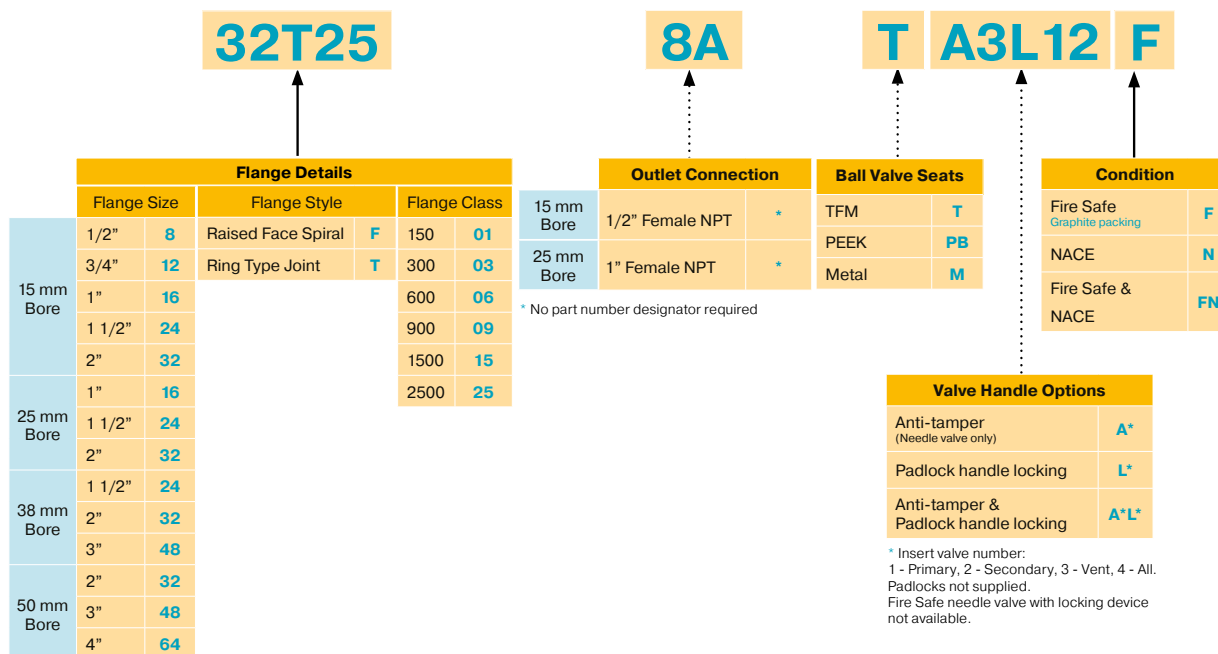 32T25 8A T A3L12 F
Flange Details
Flange Size Flange Style Flange Class
15 mm Bore
1/2” 8 Raised Face Spiral F 150 01
3/4” 12 Ring Type Joint T 300 03
1” 16 600 06
1 1/2” 24 900 09
2” 32 1500 15
25 mm Bore
1” 16 2500 25
1 1/2” 24
2” 32
38 mm Bore
1 1/2” 24
2” 32
3” 48
50 mm Bore
2” 32
3” 48
4” 64
Outlet Connection
15 mm Bore 1/2” Female NPT *
25 mm Bore 1” Female NPT *
* No part number designator required
Ball Valve Seats
TFM T
PEEK PB
Metal M
Condition
Fire Safe F
Graphite packing
NACE N
Fire Safe &
NACE FN
Valve Handle Options
Anti-tamper A*
(Needle valve only)
Padlock handle locking L*
Anti-tamper &
Padlock handle locking A*L*
* Insert valve number:
1 - Primary, 2 - Secondary, 3 - Vent, 4 - All.
Padlocks not supplied.
Fire Safe needle valve with locking device
not available.